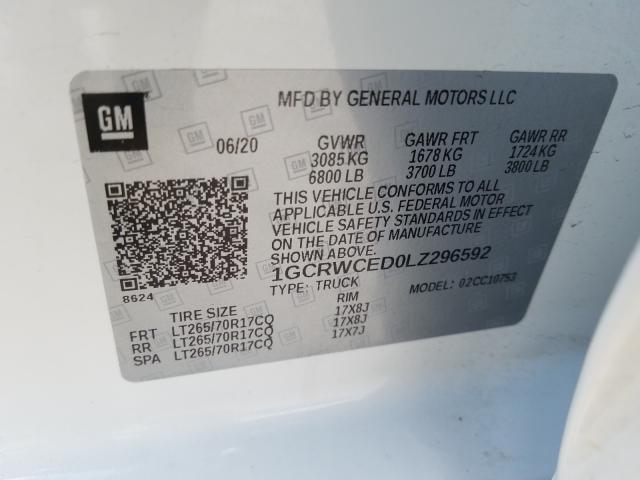 GM
MFD BY GENERAL MOTORS LLC
06/20 GVWR GAWR FRT GAWR RR
3085 KG 1678 KG 1724 KG
6800 LB 3700 LB 3800 LB
THIS VEHICLE CONFORMS TO ALL
APPLICABLE U.S. FEDERAL MOTOR
VEHICLE SAFETY STANDARDS IN EFFECT
ON THE DATE OF MANUFACTURE
SHOWN ABOVE.
1GCRWCED0LZ296592
8624
TYPE: TRUCK MODEL: 02CC10753
TIRE SIZE RIM
FRT LT265/70R17CQ 17X8J
RR LT265/70R17CQ 17X8J
SPA LT265/70R17CQ 17X7J